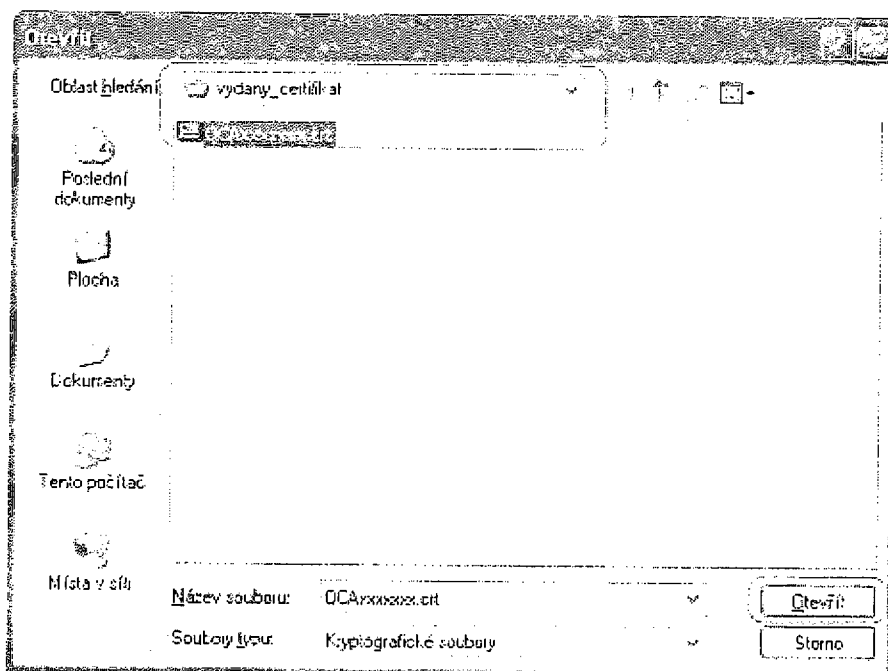 Otevřít
Oblast hledání
vydany_certifikat
Poslední
dokumenty
Plocha
Dokumenty
Tento počítač
Místa v síti
Název souboru: OCAxxxxxx.crt Otevřít
Soubory typu: Kryptografické soubory Storno